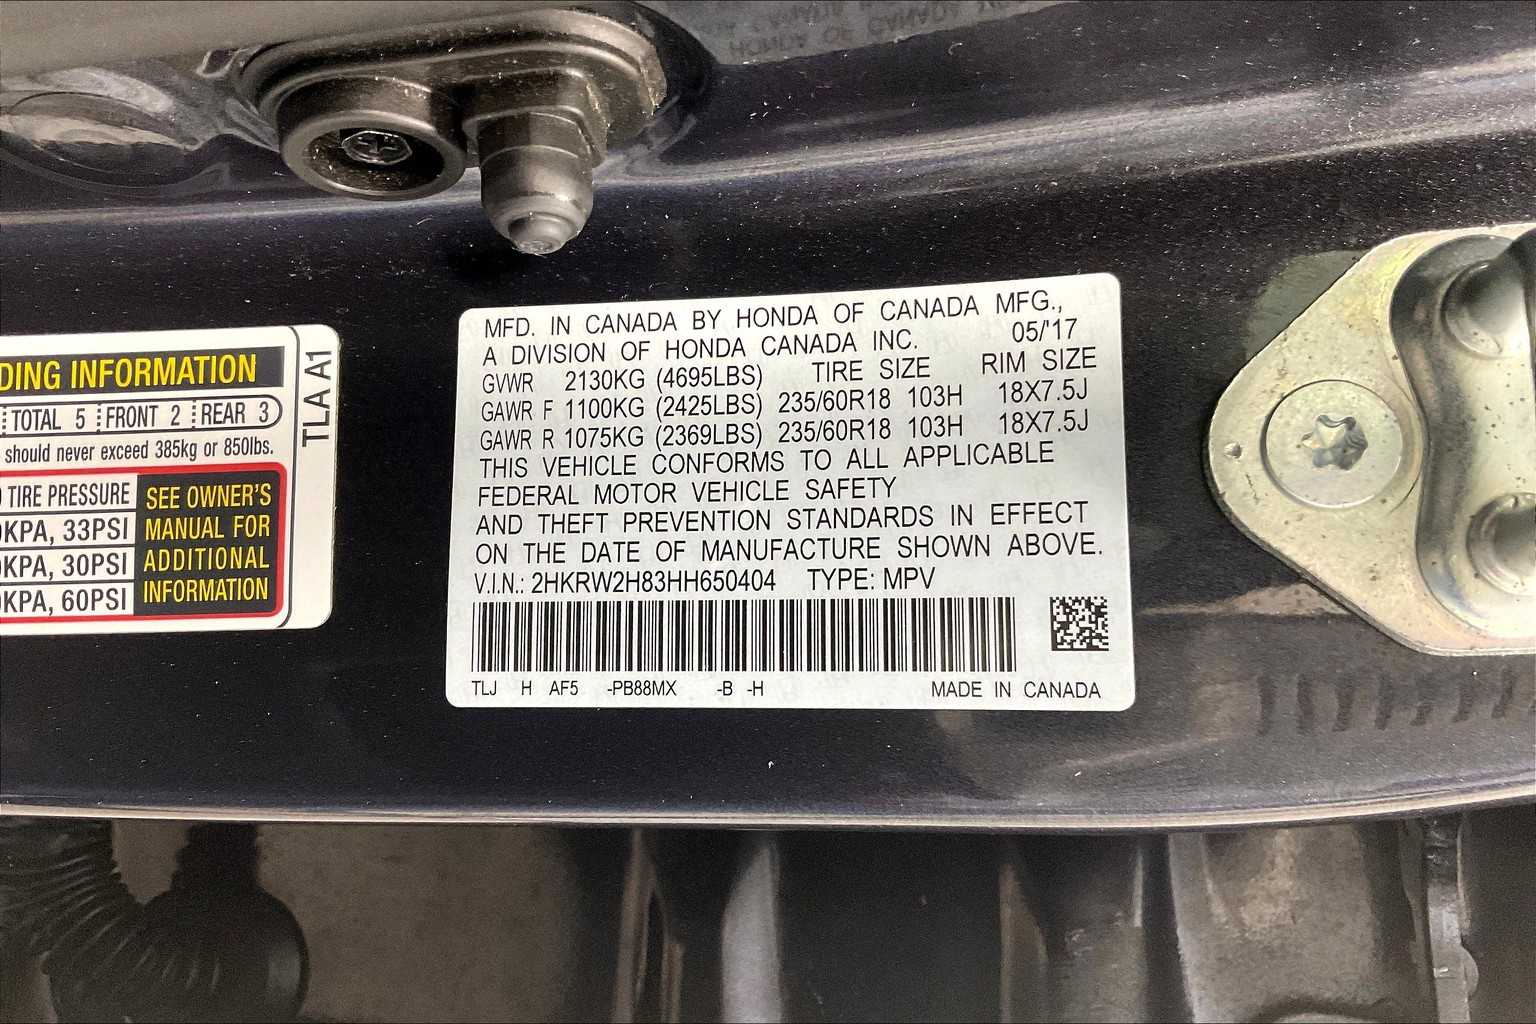 DING INFORMATION
TOTAL 5 FRONT 2 REAR 3
should never exceed 385kg or 850lbs.
TIRE PRESSURE
KPA, 33PSI
KPA, 30PSI
KPA, 60PSI
SEE OWNER'S
MANUAL FOR
ADDITIONAL
INFORMATION
TLA A1
MFD. IN CANADA BY HONDA OF CANADA MFG.,
A DIVISION OF HONDA CANADA INC. 05/'17
GVWR 2130KG (4695LBS) TIRE SIZE RIM SIZE
GAWR F 1100KG (2425LBS) 235/60R18 103H 18X7.5J
GAWR R 1075KG (2369LBS) 235/60R18 103H 18X7.5J
THIS VEHICLE CONFORMS TO ALL APPLICABLE
FEDERAL MOTOR VEHICLE SAFETY
AND THEFT PREVENTION STANDARDS IN EFFECT
ON THE DATE OF MANUFACTURE SHOWN ABOVE.
V.I.N.: 2HKRW2H83HH650404 TYPE: MPV
TLJ H AF5 -PB88MX -B -H MADE IN CANADA